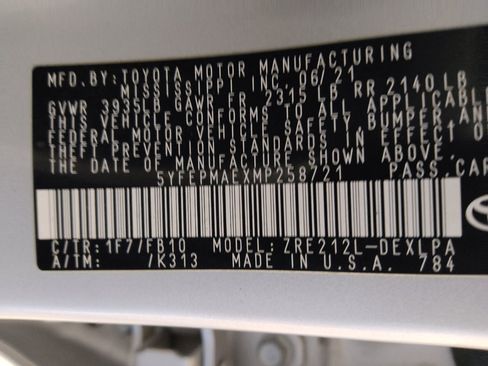 MFD.BY:TOYOTA MOTOR MANUFACTURING
MISSISSIPPI INC. 06/21
GVWR 3935LB GAWR FR 2315 LB RR 2140 LB
THIS VEHICLE CONFORMS TO ALL APPLICABLE
FEDERAL MOTOR VEHICLE SAFETY, BUMPER, AND
THEFT PREVENTION STANDARDS IN EFFECT O
THE DATE OF MANUFACTURE SHOWN ABOVE.
5YFEPMAEXMP258721 PASS.CAR
C/TR:1F7/FB10 MODEL:ZRE212L-DEXLPA
A/TM: /K313 MADE IN U.S.A. 784